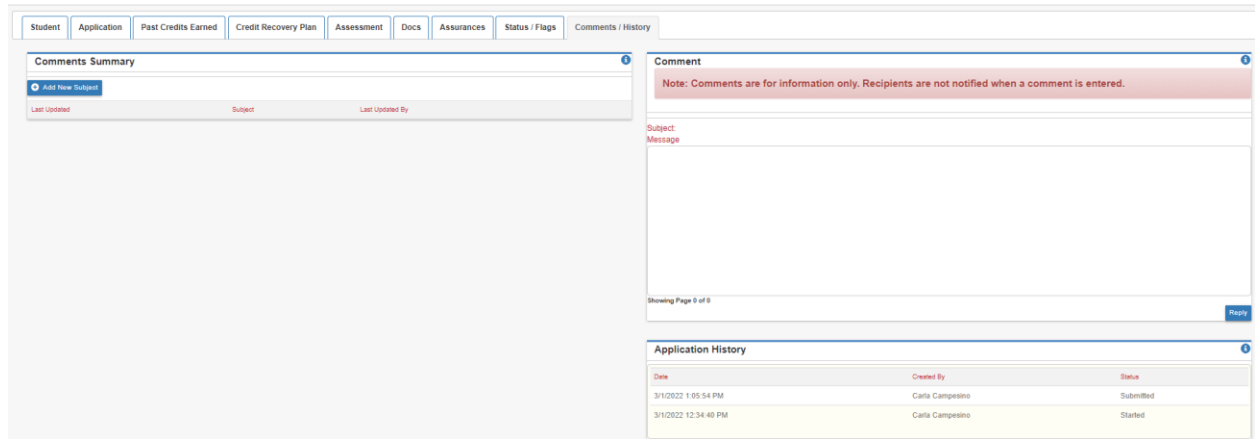 Student Application Past Credits Earned Credit Recovery Plan Assessment Docs Assurances Status / Flags Comments / History
Comments Summary
Add New Subject
Last Updated Subject Last Updated By
Comment
Note: Comments are for information only. Recipients are not notified when a comment is entered.
Subject:
Message
Showing Page 0 of 0
Reply
Application History
Date Created By Status
3/1/2022 1:05:54 PM Carla Campesino Submitted
3/1/2022 12:34:40 PM Carla Campesino Started